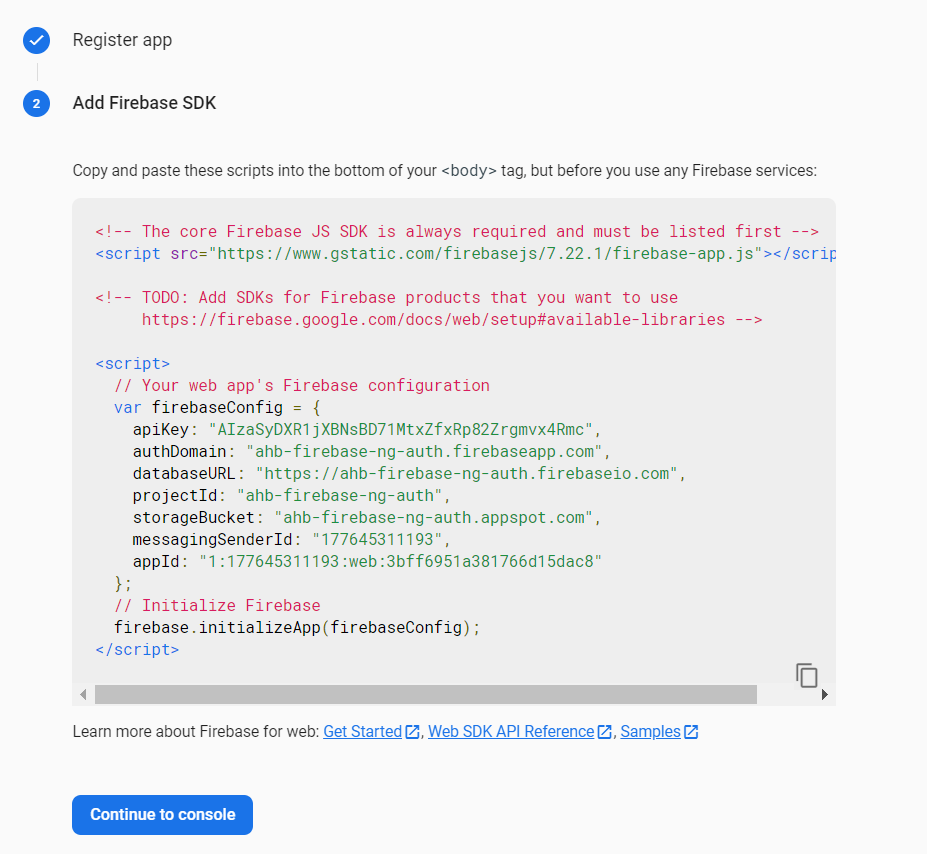 Register app
2
Add Firebase SDK
Copy and paste these scripts into the bottom of your <body> tag, but before you use any Firebase services:
<!-- The core Firebase JS SDK is always required and must be listed first -->
<script src="https://www.gstatic.com/firebasejs/7.22.1/firebase-app.js"></scrip
<!-- TODO: Add SDKs for Firebase products that you want to use
https://firebase.google.com/docs/web/setup#available-libraries -->
<script>
// Your web app's Firebase configuration
var firebaseConfig = {
apiKey: "AIzaSyDXR1jXBNsBD71MtxZfxRp82Zrgmvx4Rmc",
authDomain: "ahb-firebase-ng-auth.firebaseapp.com",
databaseURL: "https://ahb-firebase-ng-auth.firebaseio.com",
projectId: "ahb-firebase-ng-auth",
storageBucket: "ahb-firebase-ng-auth.appspot.com",
messagingSenderId: "177645311193",
appId: "1:177645311193:web:3bff6951a381766d15dac8"
};
// Initialize Firebase
firebase.initializeApp(firebaseConfig);
</script>
Learn more about Firebase for web: Get Started, Web SDK API Reference, Samples
Continue to console